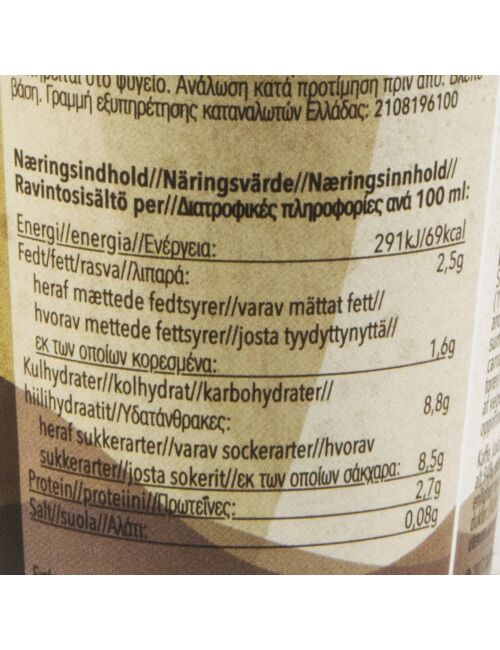 στο ψυγείο. Ανάλωση κατά προτίμηση πριν από:
βάση. Γραμμή εξυπηρέτησης καταναλωτών Ελλάδας: 2108196100
Næringsindhold//Näringsvärde//Næringsinnhold//
Ravintosisältö per//Διατροφικές πληροφορίες ανά 100 ml:
Energi//energia//Ενέργεια: 291kJ/69kcal
Fedt/fett/rasva//λιπαρά: 2,5g
heraf mættede fedtsyrer//varav mättat fett//
hvorav mettede fettsyrer//josta tyydyttynyttä//
εκ των οποίων κορεσμένα: 1,6g
Kulhydrater//kolhydrat//karbohydrater//
hiilihydraatit/Υδατάνθρακες: 8,8g
heraf sukkerarter//varav sockerarter//hvorav
sukkerarter//josta sokerit//εκ των οποίων σάκχαρα: 8,5g
Protein//proteiini//Πρωτεΐνες: 2,7g
Salt//suola//Αλάτι: 0,08g